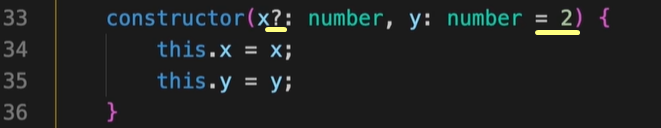 33 constructor(x?: number, y: number = 2) {
34 this.x = x;
35 this.y = y;
36 }